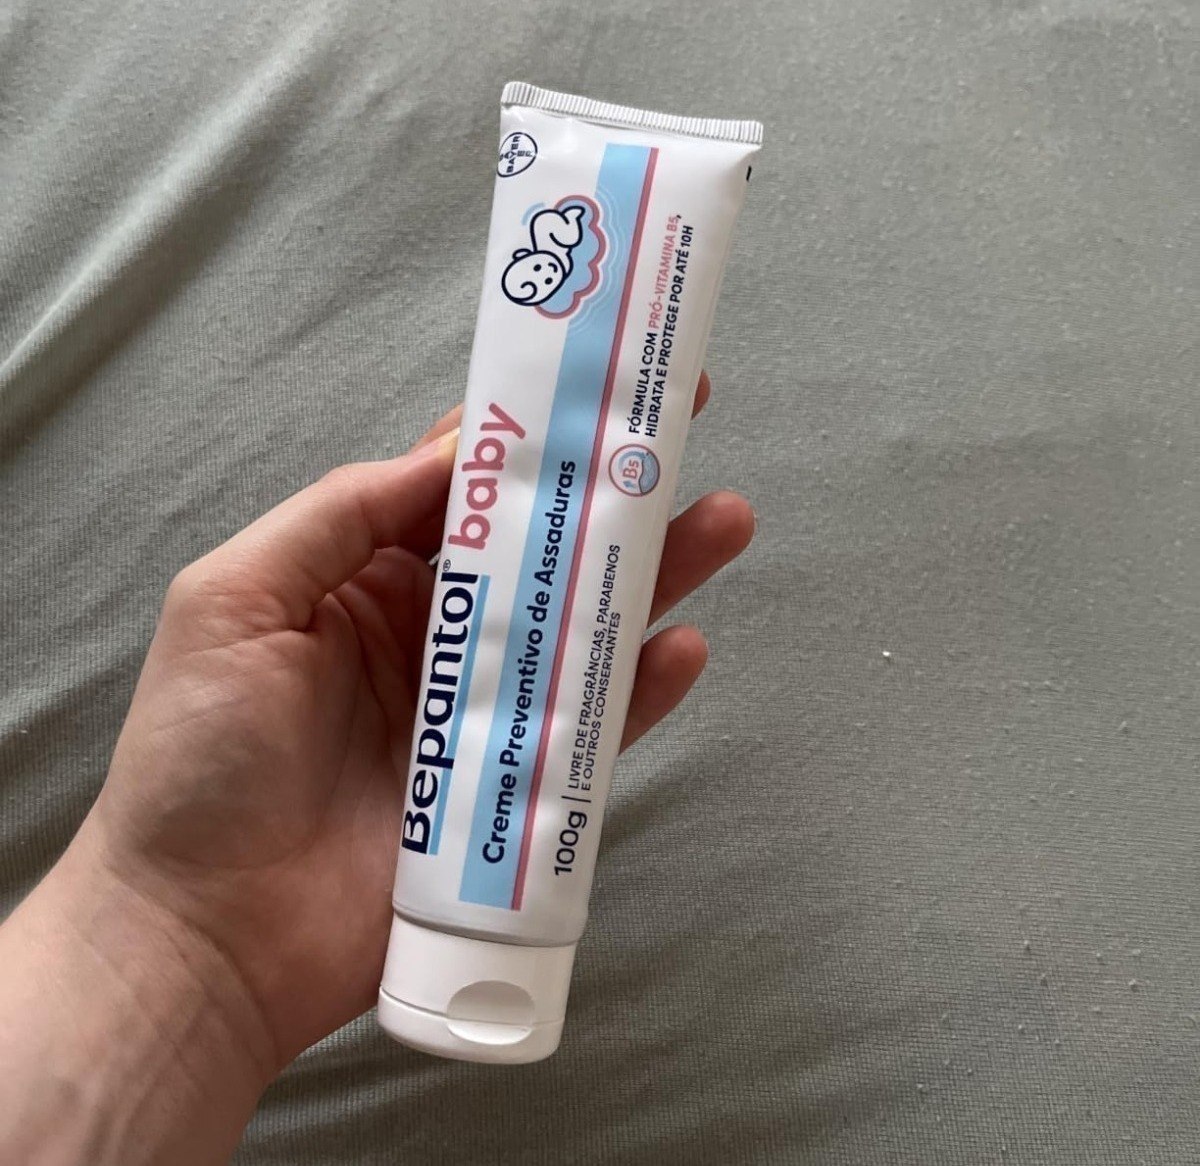 BAYER
Bepantol® baby
Creme Preventivo de Assaduras
B5
FÓRMULA COM PRÓ-VITAMINA B5,
HIDRATA E PROTEGE POR ATÉ 10H
100g | LIVRE DE FRAGRÂNCIAS, PARABENOS
E OUTROS CONSERVANTES